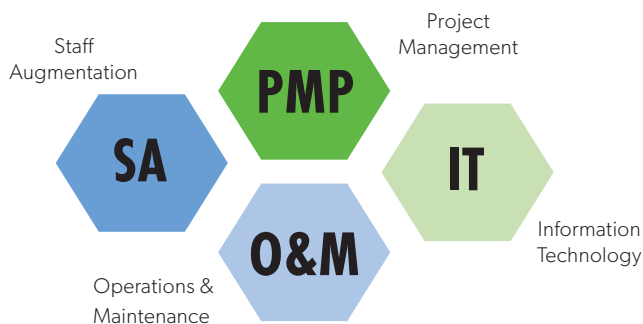 Staff
Augmentation
Project
Management
PMP
SA
IT
O&M
Information
Technology
Operations &
Maintenance